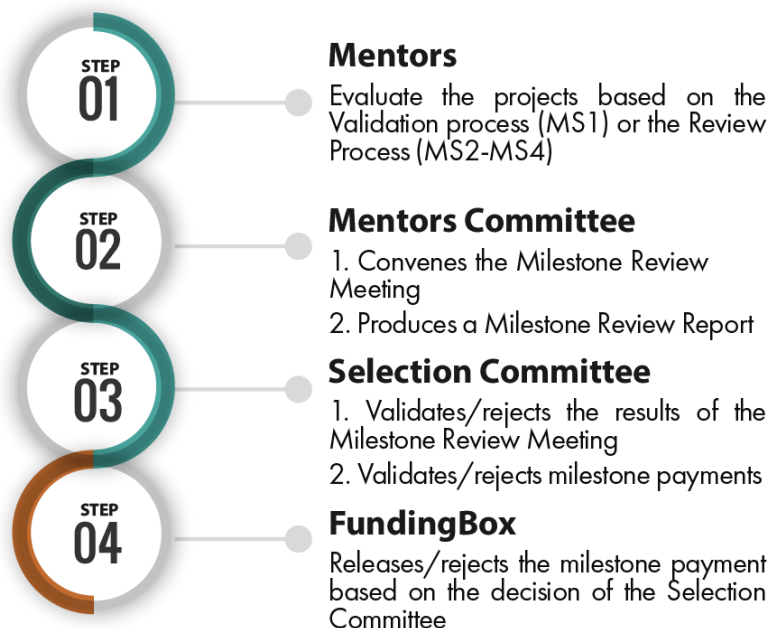 STEP
01
Mentors
Evaluate the projects based on the
Validation process (MS1) or the Review
Process (MS2-MS4)
STEP
02
Mentors Committee
1. Convenes the Milestone Review
Meeting
2. Produces a Milestone Review Report
STEP
03
Selection Committee
1. Validates/rejects the results of the
Milestone Review Meeting
2. Validates/rejects milestone payments
STEP
04
FundingBox
Releases/rejects the milestone payment
based on the decision of the Selection
Committee